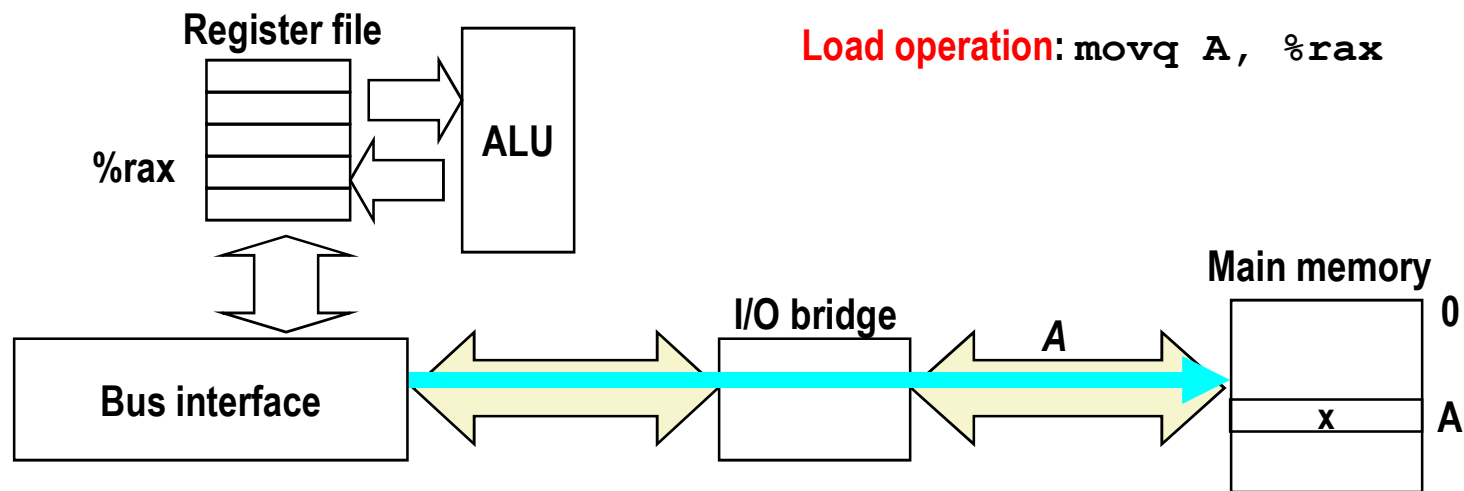 Register file
Load operation: movq A, %rax
ALU
%rax
Main memory
0
I/O bridge
A
Bus interface
x
A